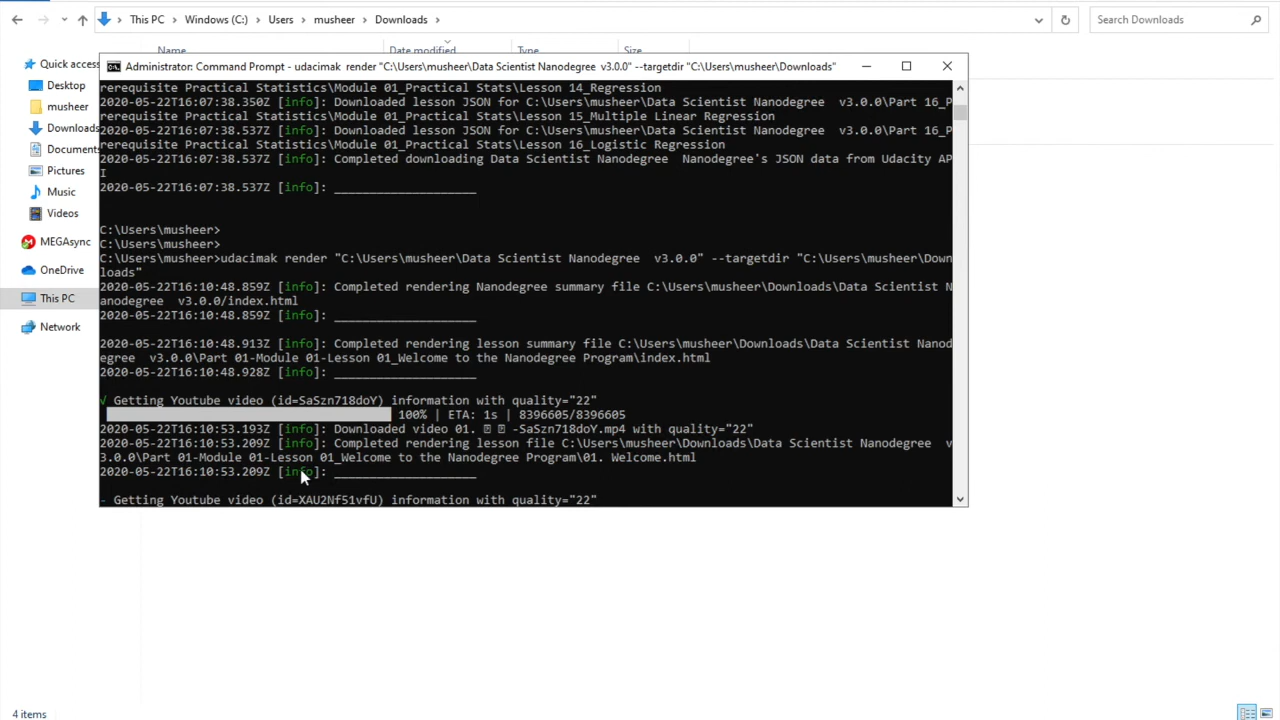 This PC
Windows (C:)
Users
musheer
Downloads
Search Downloads
Name
Date modified
Type
Size
Quick access
Desktop
musheer
Downloads
Documents
Pictures
Music
Videos
MEGAsync
OneDrive
This PC
Network
Administrator: Command Prompt - udacimak render "C:\Users\musheer\Data Scientist Nanodegree v3.0.0" --targetdir "C:\Users\musheer\Downloads"
rerequisite Practical Statistics\Module 01_Practical Stats\Lesson 14_Regression
2020-05-22T16:07:38.350Z [info]: Downloaded lesson JSON for C:\Users\musheer\Data Scientist Nanodegree  v3.0.0\Part 16_P
rerequisite Practical Statistics\Module 01_Practical Stats\Lesson 15_Multiple Linear Regression
2020-05-22T16:07:38.537Z [info]: Downloaded lesson JSON for C:\Users\musheer\Data Scientist Nanodegree  v3.0.0\Part 16_P
rerequisite Practical Statistics\Module 01_Practical Stats\Lesson 16_Logistic Regression
2020-05-22T16:07:38.537Z [info]: Completed downloading Data Scientist Nanodegree  Nanodegree's JSON data from Udacity AP
I
2020-05-22T16:07:38.537Z [info]: ____________________
C:\Users\musheer>
C:\Users\musheer>
C:\Users\musheer>udacimak render "C:\Users\musheer\Data Scientist Nanodegree  v3.0.0" --targetdir "C:\Users\musheer\Down
loads"
2020-05-22T16:10:48.859Z [info]: Completed rendering Nanodegree summary file C:\Users\musheer\Downloads\Data Scientist N
anodegree  v3.0.0/index.html
2020-05-22T16:10:48.859Z [info]: ____________________
2020-05-22T16:10:48.913Z [info]: Completed rendering lesson summary file C:\Users\musheer\Downloads\Data Scientist Naned
egree  v3.0.0\Part 01-Module 01-Lesson 01_Welcome to the Nanodegree Program\index.html
2020-05-22T16:10:48.928Z [info]: ____________________
√ Getting Youtube video (id=SaSzn718doY) information with quality="22"
100% | ETA: 1s | 8396605/8396605
2020-05-22T16:10:53.193Z [info]: Downloaded video 01. -SaSzn718doY.mp4 with quality="22"
2020-05-22T16:10:53.209Z [info]: Completed rendering lesson file C:\Users\musheer\Downloads\Data Scientist Nanodegree  v
3.0.0\Part 01-Module 01-Lesson 01_Welcome to the Nanodegree Program\01. Welcome.html
2020-05-22T16:10:53.209Z [info]: ____________________
- Getting Youtube video (id=XAU2Nf51vfU) information with quality="22"
4 items